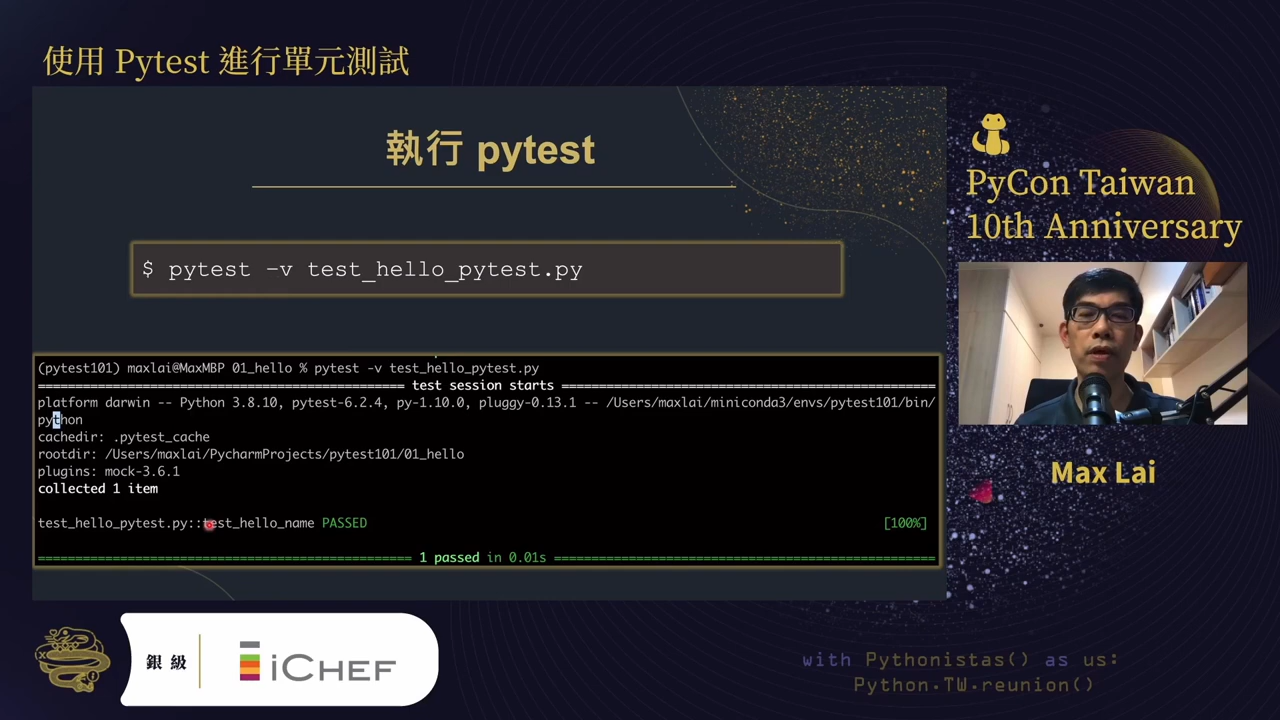 使用 Pytest 進行單元測試
執行 pytest
$ pytest –v test_hello_pytest.py
(pytest101) maxlai@MaxMBP 01_hello % pytest -v test_hello_pytest.py
============================================ test session starts =============================================
platform darwin -- Python 3.8.10, pytest-6.2.4, py-1.10.0, pluggy-0.13.1 -- /Users/maxlai/miniconda3/envs/pytest101/bin/
python
cachedir: .pytest_cache
rootdir: /Users/maxlai/PycharmProjects/pytest101/01_hello
plugins: mock-3.6.1
collected 1 item
test_hello_pytest.py::test_hello_name PASSED [100%]
============================================= 1 passed in 0.01s ==============================================
PyCon Taiwan
10th Anniversary
Max Lai
銀級
iCHEF
with Pythonistas() as us:
Python.TW.reunion()